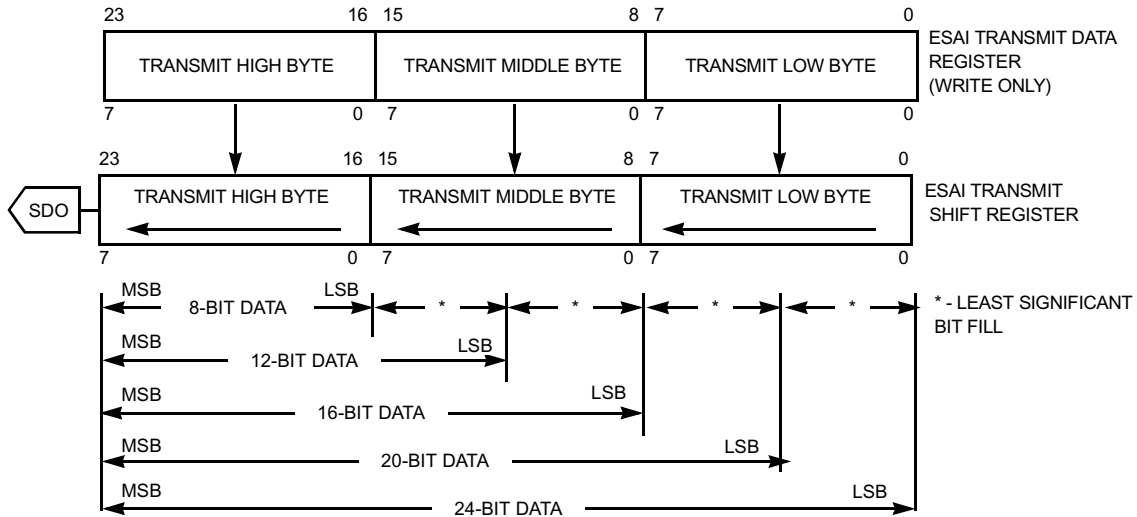 23 16 15 8 7 0
TRANSMIT HIGH BYTE TRANSMIT MIDDLE BYTE TRANSMIT LOW BYTE
ESAI TRANSMIT DATA
REGISTER
(WRITE ONLY)
7 0 7 0 7 0
23 16 15 8 7 0
SDO
TRANSMIT HIGH BYTE TRANSMIT MIDDLE BYTE TRANSMIT LOW BYTE
ESAI TRANSMIT
SHIFT REGISTER
7 0 7 0 7 0
MSB 8-BIT DATA LSB * * * *
* - LEAST SIGNIFICANT
BIT FILL
MSB 12-BIT DATA LSB
MSB 16-BIT DATA LSB
MSB 20-BIT DATA LSB
MSB 24-BIT DATA LSB